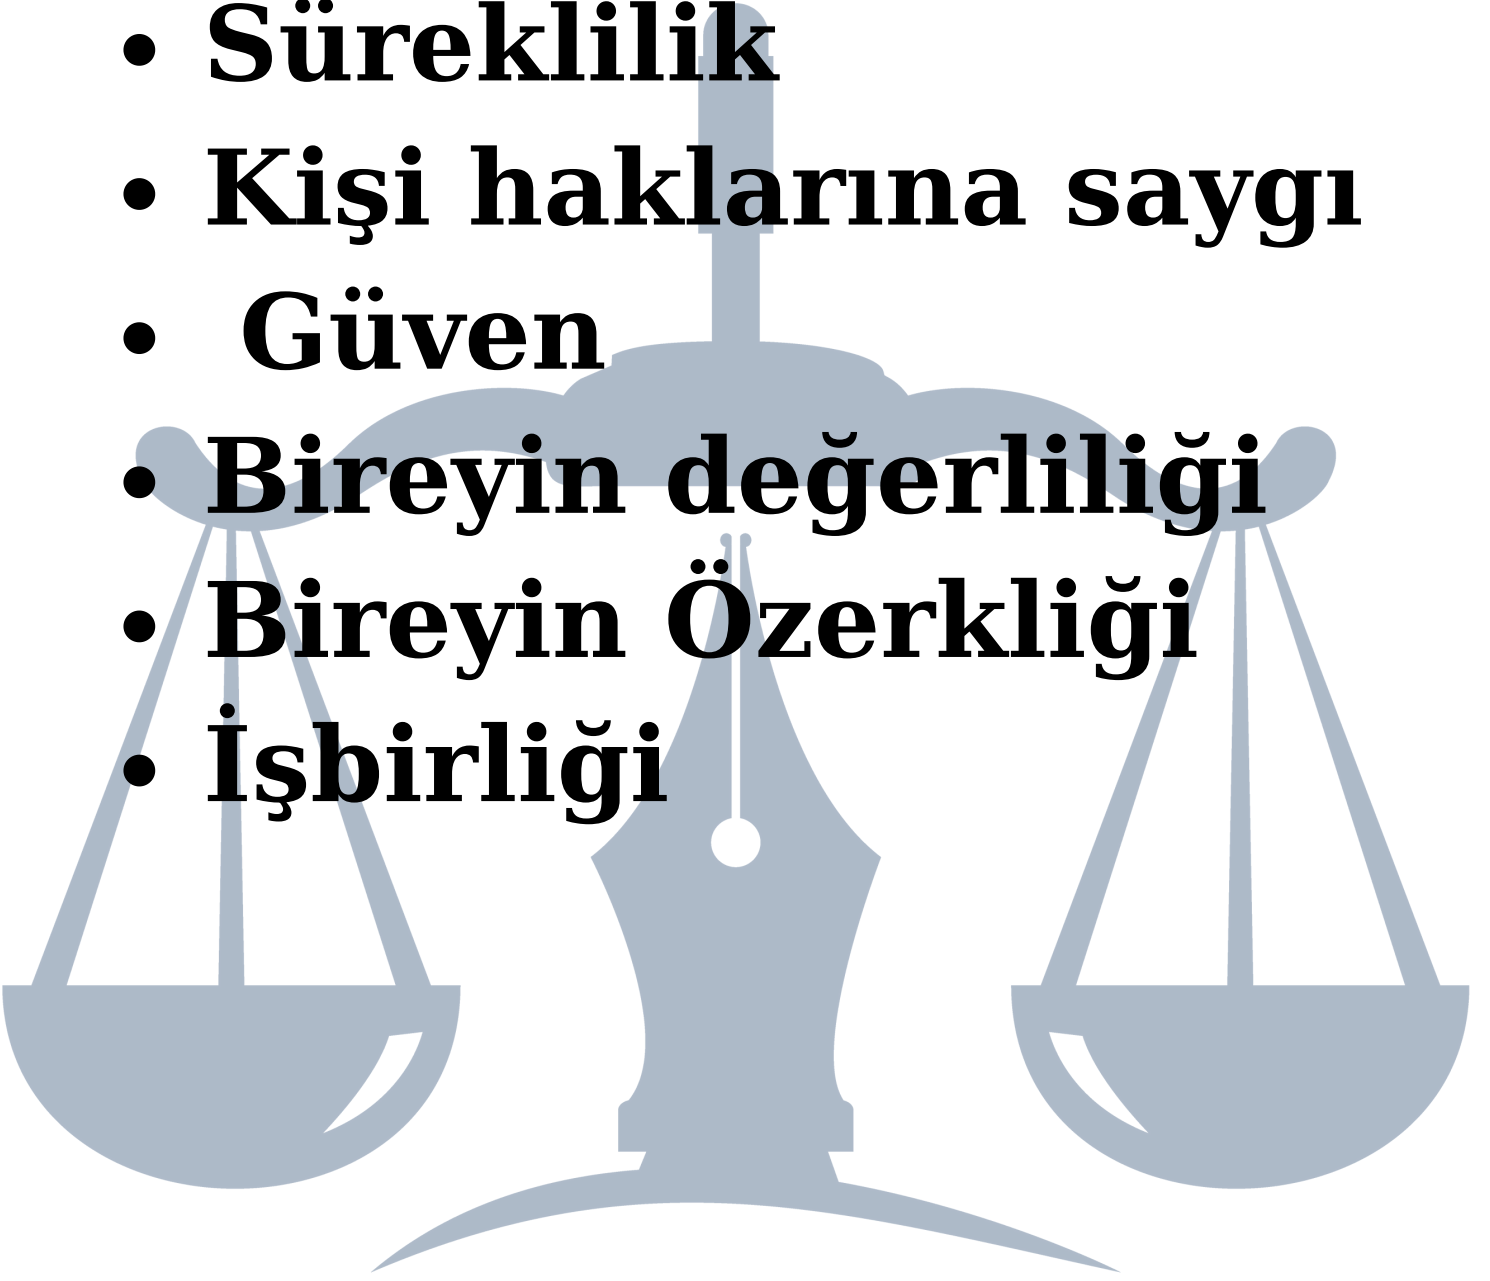 • Süreklilik
• Kişi haklarına saygı
• Güven
• Bireyin değerliliği
• Bireyin Özerkliği
• İşbirliği